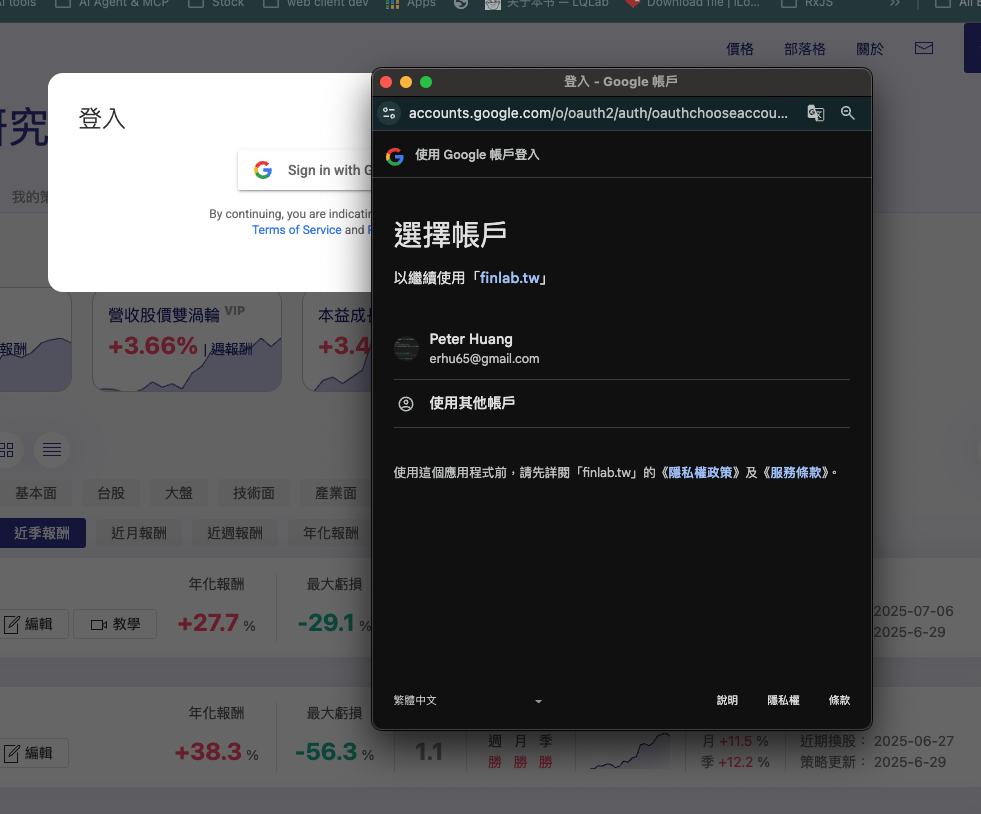 AI Agent & MCP
Stock
web client dev
Apps
關於本书 — LQLab
Download file | iLo...
RxJS
»
價格
部落格
關於
登入
Sign in with G
By continuing, you are indicatin
Terms of Service and
我的
研究
登入 - Google 帳戶
accounts.google.com/o/oauth2/auth/oauthchooseaccou...
使用 Google 帳戶登入
選擇帳戶
以繼續使用「finlab.tw」
Peter Huang
erhu65@gmail.com
使用其他帳戶
使用這個應用程式前，請先詳閱「finlab.tw」的《隱私權政策》及《服務條款》。
繁體中文
說明
隱私權
條款
報酬
營收股價雙渦輪 VIP
+3.66% | 週報酬
本益成
+3.4
基本面
台股
大盤
技術面
產業面
近季報酬
近月報酬
近週報酬
年化報酬
編輯
教學
年化報酬
+27.7 %
最大虧損
-29.1 %
2025-07-06
2025-6-29
編輯
年化報酬
+38.3 %
最大虧損
-56.3 %
1.1
週 月 季
勝 勝 勝
月 +11.5 %
季 +12.2 %
近期換股： 2025-06-27
策略更新： 2025-6-29